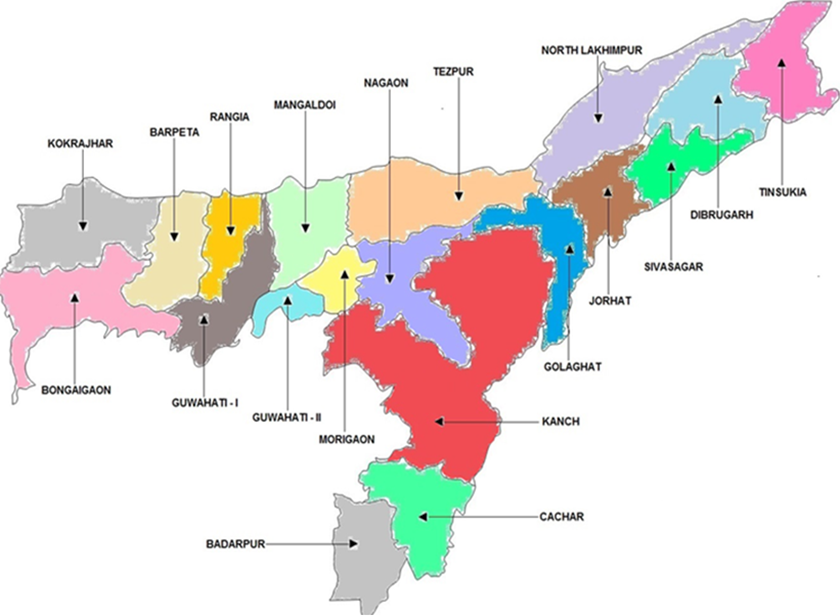 NORTH LAKHIMPUR
TEZPUR
NAGAON
MANGALDOI
RANGIA
BARPETA
KOKRAJHAR
TINSUKIA
DIBRUGARH
SIVASAGAR
JORHAT
GOLAGHAT
BONGAIGAON
GUWAHATI - I
GUWAHATI - II
MORIGAON
KANCH
CACHAR
BADARPUR